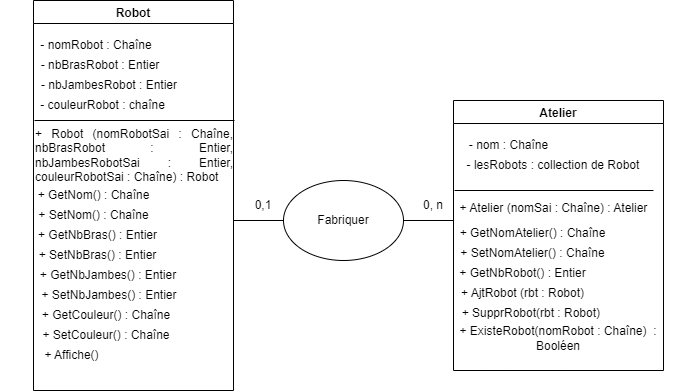 Robot
- nomRobot : Chaîne
- nbBrasRobot : Entier
- nbJambesRobot : Entier
- couleurRobot : chaîne
+ Robot (nomRobotSai : Chaîne,
nbBrasRobot : Entier,
nbJambesRobotSai : Entier,
couleurRobotSai : Chaîne) : Robot
+ GetNom() : Chaîne
+ SetNom() : Chaîne
+ GetNbBras() : Entier
+ SetNbBras() : Entier
+ GetNbJambes() : Entier
+ SetNbJambes() : Entier
+ GetCouleur() : Chaîne
+ SetCouleur() : Chaîne
+ Affiche()
0,1
Fabriquer
0, n
Atelier
- nom : Chaîne
- lesRobots : collection de Robot
+ Atelier (nomSai : Chaîne) : Atelier
+ GetNomAtelier() : Chaîne
+ SetNomAtelier() : Chaîne
+ GetNbRobot() : Entier
+ AjtRobot (rbt : Robot)
+ SupprRobot(rbt : Robot)
+ ExisteRobot(nomRobot : Chaîne) :
Booléen